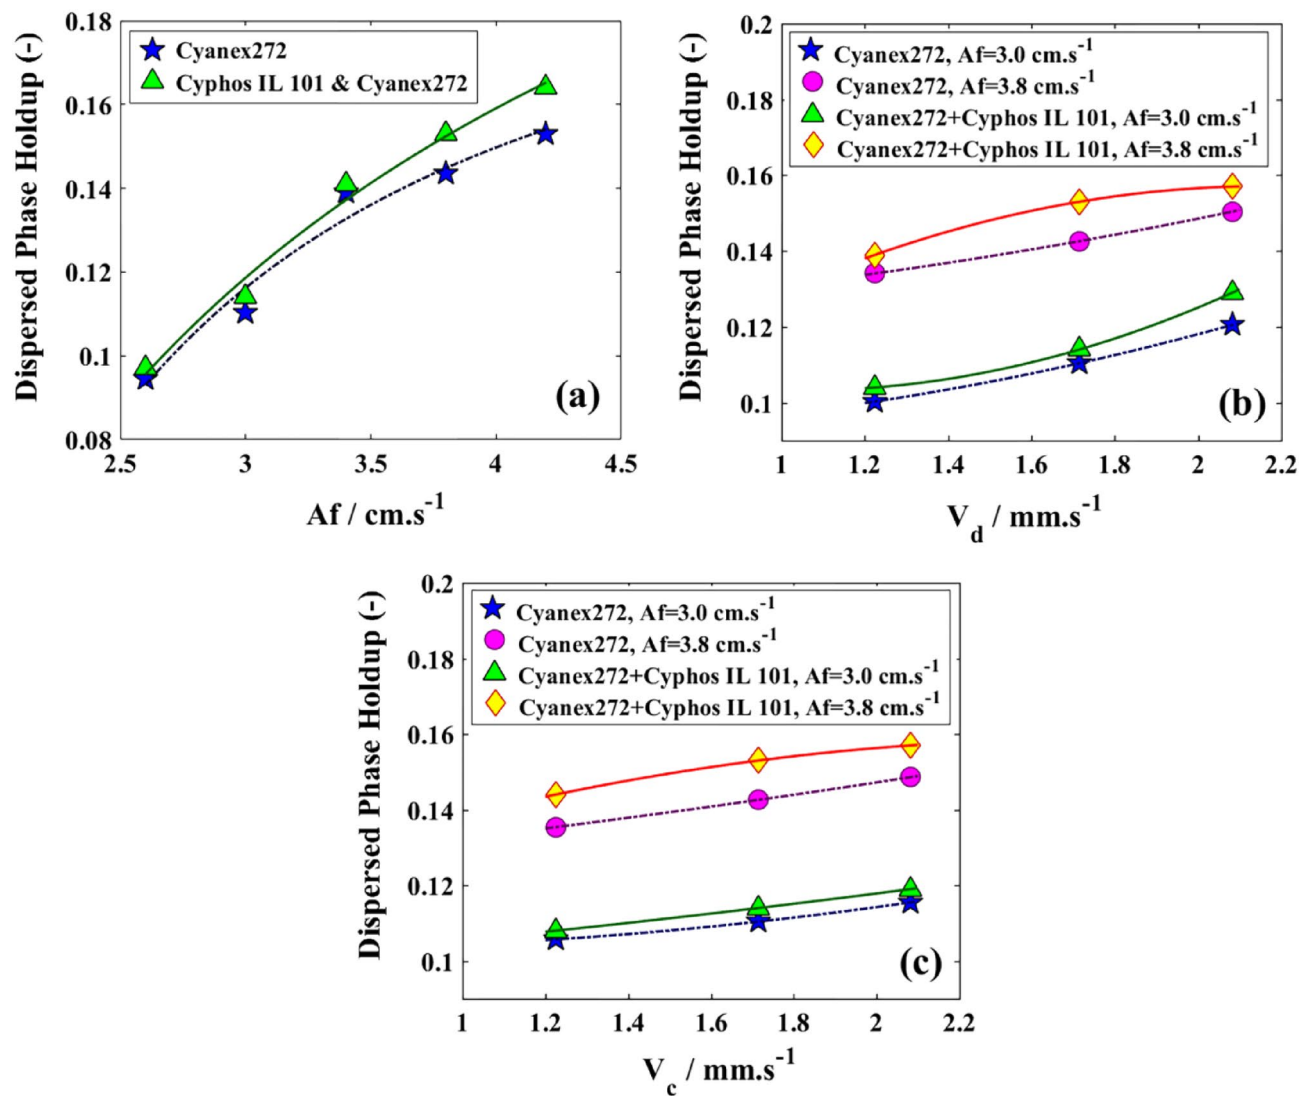 Dispersed Phase Holdup (-)
0.18
0.16
0.14
0.12
0.1
0.08
Cyanex272
Cyphos IL 101 & Cyanex272
(a)
2.5 3 3.5 4 4.5
Af / cm.s-1
Dispersed Phase Holdup (-)
0.2
0.18
0.16
0.14
0.12
0.1
Cyanex272, Af=3.0 cm.s-1
Cyanex272, Af=3.8 cm.s-1
Cyanex272+Cyphos IL 101, Af=3.0 cm.s-1
Cyanex272+Cyphos IL 101, Af=3.8 cm.s-1
(b)
1 1.2 1.4 1.6 1.8 2 2.2
Vd / mm.s-1
Dispersed Phase Holdup (-)
0.2
0.18
0.16
0.14
0.12
0.1
Cyanex272, Af=3.0 cm.s-1
Cyanex272, Af=3.8 cm.s-1
Cyanex272+Cyphos IL 101, Af=3.0 cm.s-1
Cyanex272+Cyphos IL 101, Af=3.8 cm.s-1
(c)
1 1.2 1.4 1.6 1.8 2 2.2
Vc / mm.s-1